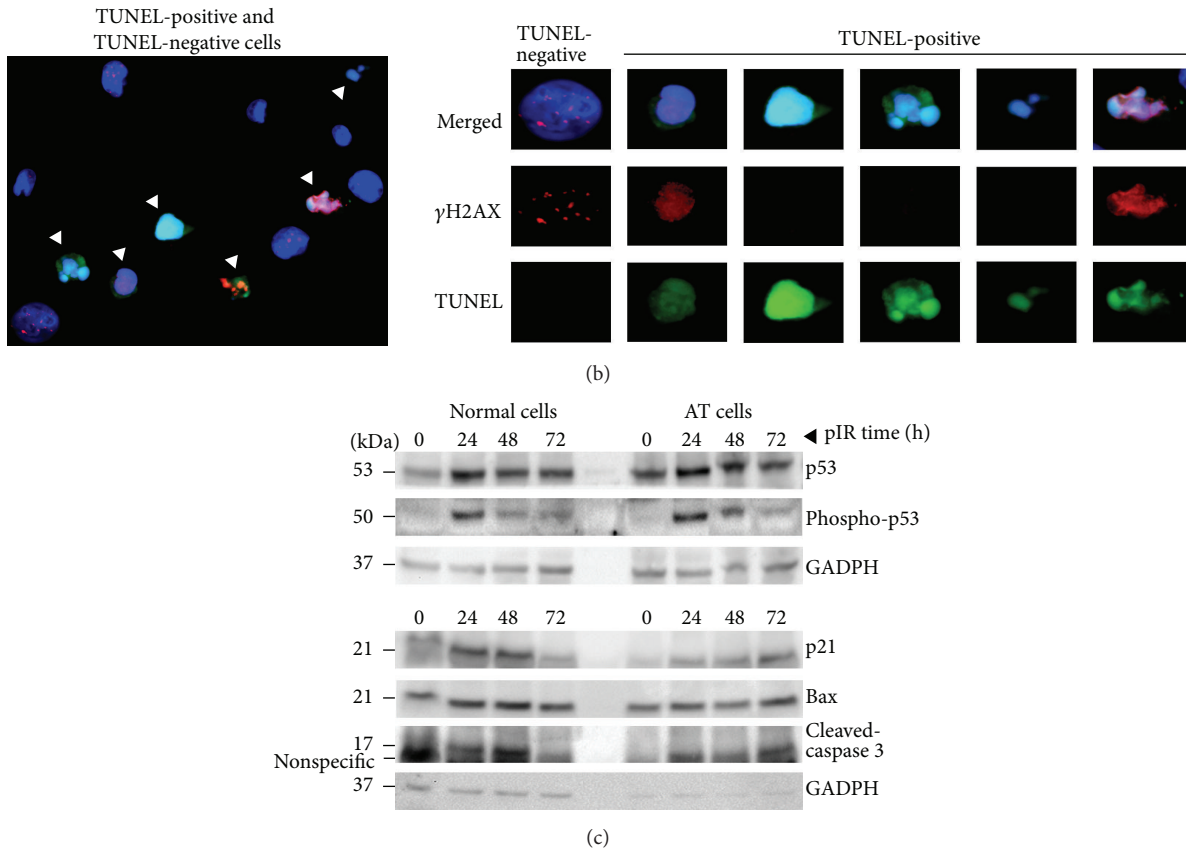 TUNEL-positive and
TUNEL-negative cells
TUNEL-
negative
TUNEL-positive
Merged
γH2AX
TUNEL
(b)
Normal cells
AT cells
(kDa)
0 24 48 72 0 24 48 72
◄ pIR time (h)
53 p53
50 Phospho-p53
37 GADPH
0 24 48 72 0 24 48 72
21 p21
21 Bax
17 Cleaved-
caspase 3
Nonspecific
37 GADPH
(c)